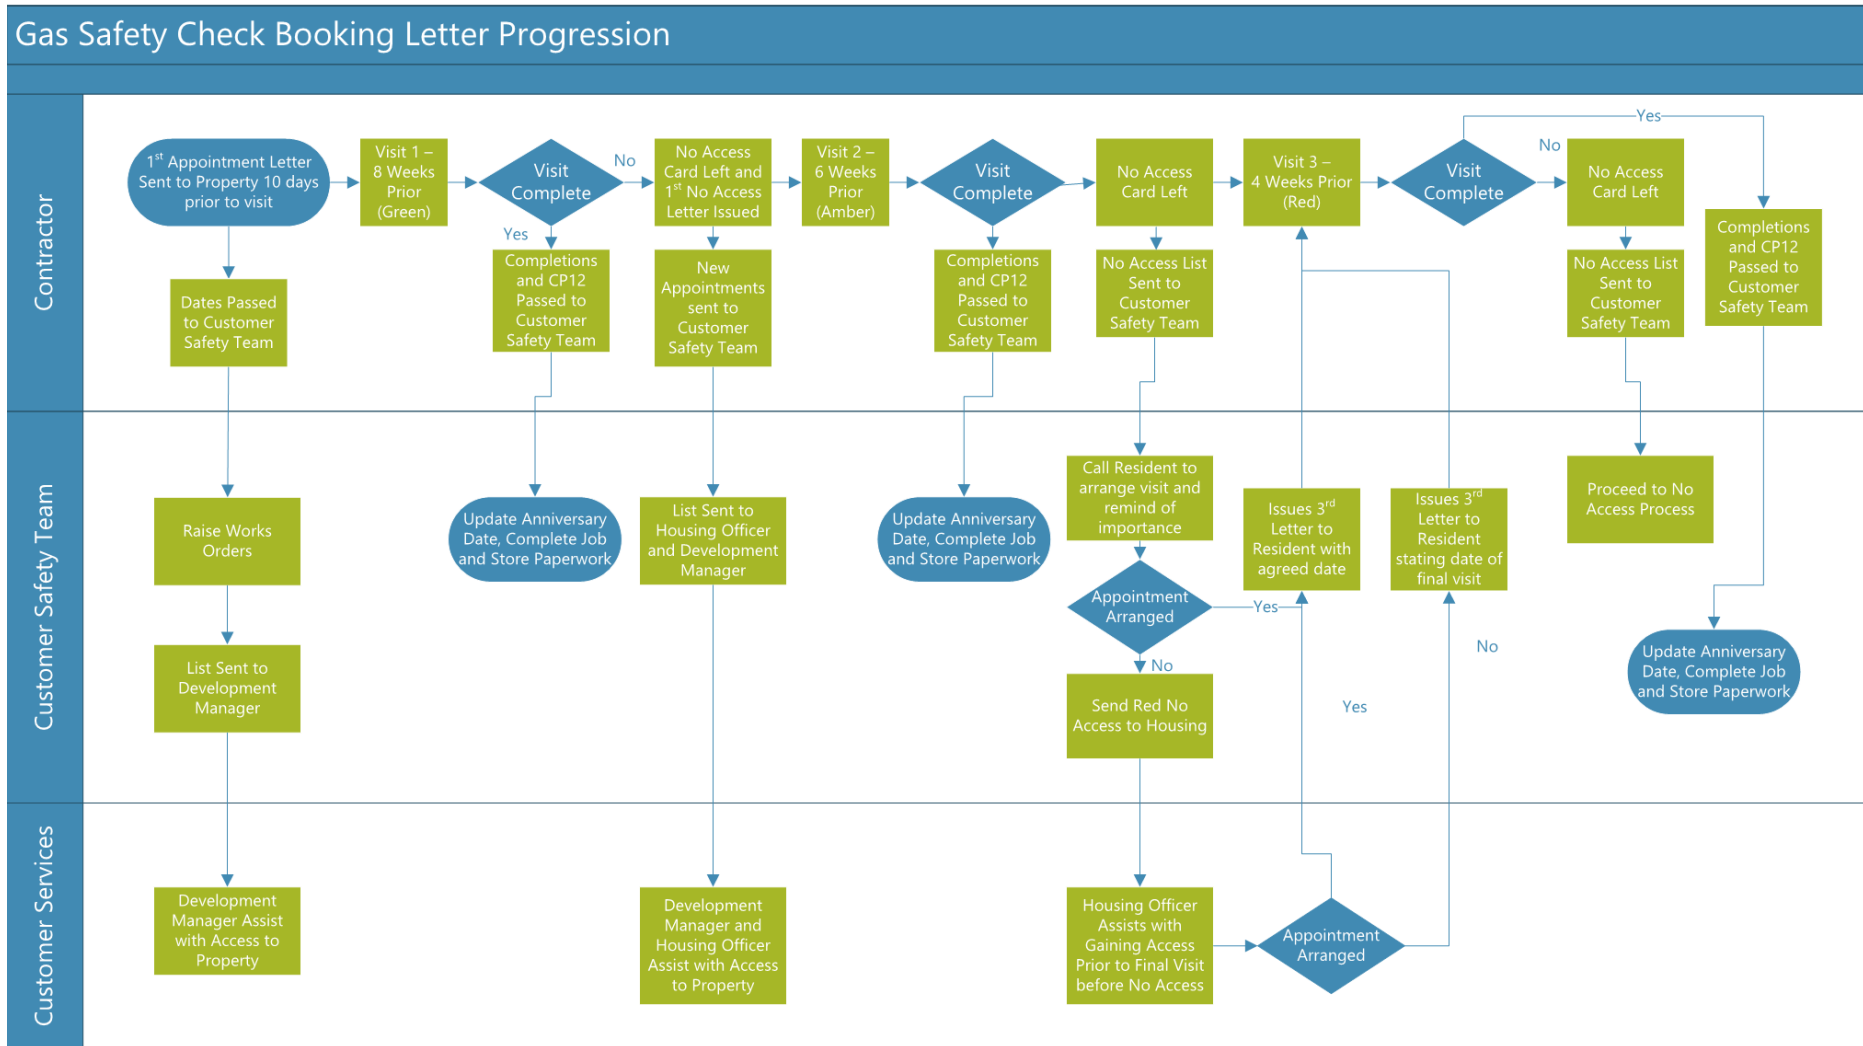 Gas Safety Check Booking Letter Progression
Contractor
1st Appointment Letter
Sent to Property 10 days
prior to visit
Visit 1 –
8 Weeks
Prior
(Green)
Visit
Complete
No
Yes
No Access
Card Left and
1st No Access
Letter Issued
Visit 2 –
6 Weeks
Prior
(Amber)
Visit
Complete
No Access
Card Left
Visit 3 –
4 Weeks Prior
(Red)
Visit
Complete
Yes
No
No Access
Card Left
Dates Passed
to Customer
Safety Team
Completions
and CP12
Passed to
Customer
Safety Team
New
Appointments
sent to
Customer
Safety Team
Completions
and CP12
Passed to
Customer
Safety Team
No Access List
Sent to
Customer
Safety Team
No Access List
Sent to
Customer
Safety Team
Completions
and CP12
Passed to
Customer
Safety Team
Customer Safety Team
Raise Works
Orders
List Sent to
Development
Manager
Update Anniversary
Date, Complete Job
and Store Paperwork
List Sent to
Housing Officer
and Development
Manager
Update Anniversary
Date, Complete Job
and Store Paperwork
Call Resident to
arrange visit and
remind of
importance
Appointment
Arranged
Yes
No
Send Red No
Access to Housing
Issues 3rd
Letter to
Resident with
agreed date
Issues 3rd
Letter to
Resident
stating date of
final visit
Yes
No
Proceed to No
Access Process
Update Anniversary
Date, Complete Job
and Store Paperwork
Customer Services
Development
Manager Assist
with Access to
Property
Development
Manager and
Housing Officer
Assist with Access
to Property
Housing Officer
Assists with
Gaining Access
Prior to Final Visit
before No Access
Appointment
Arranged